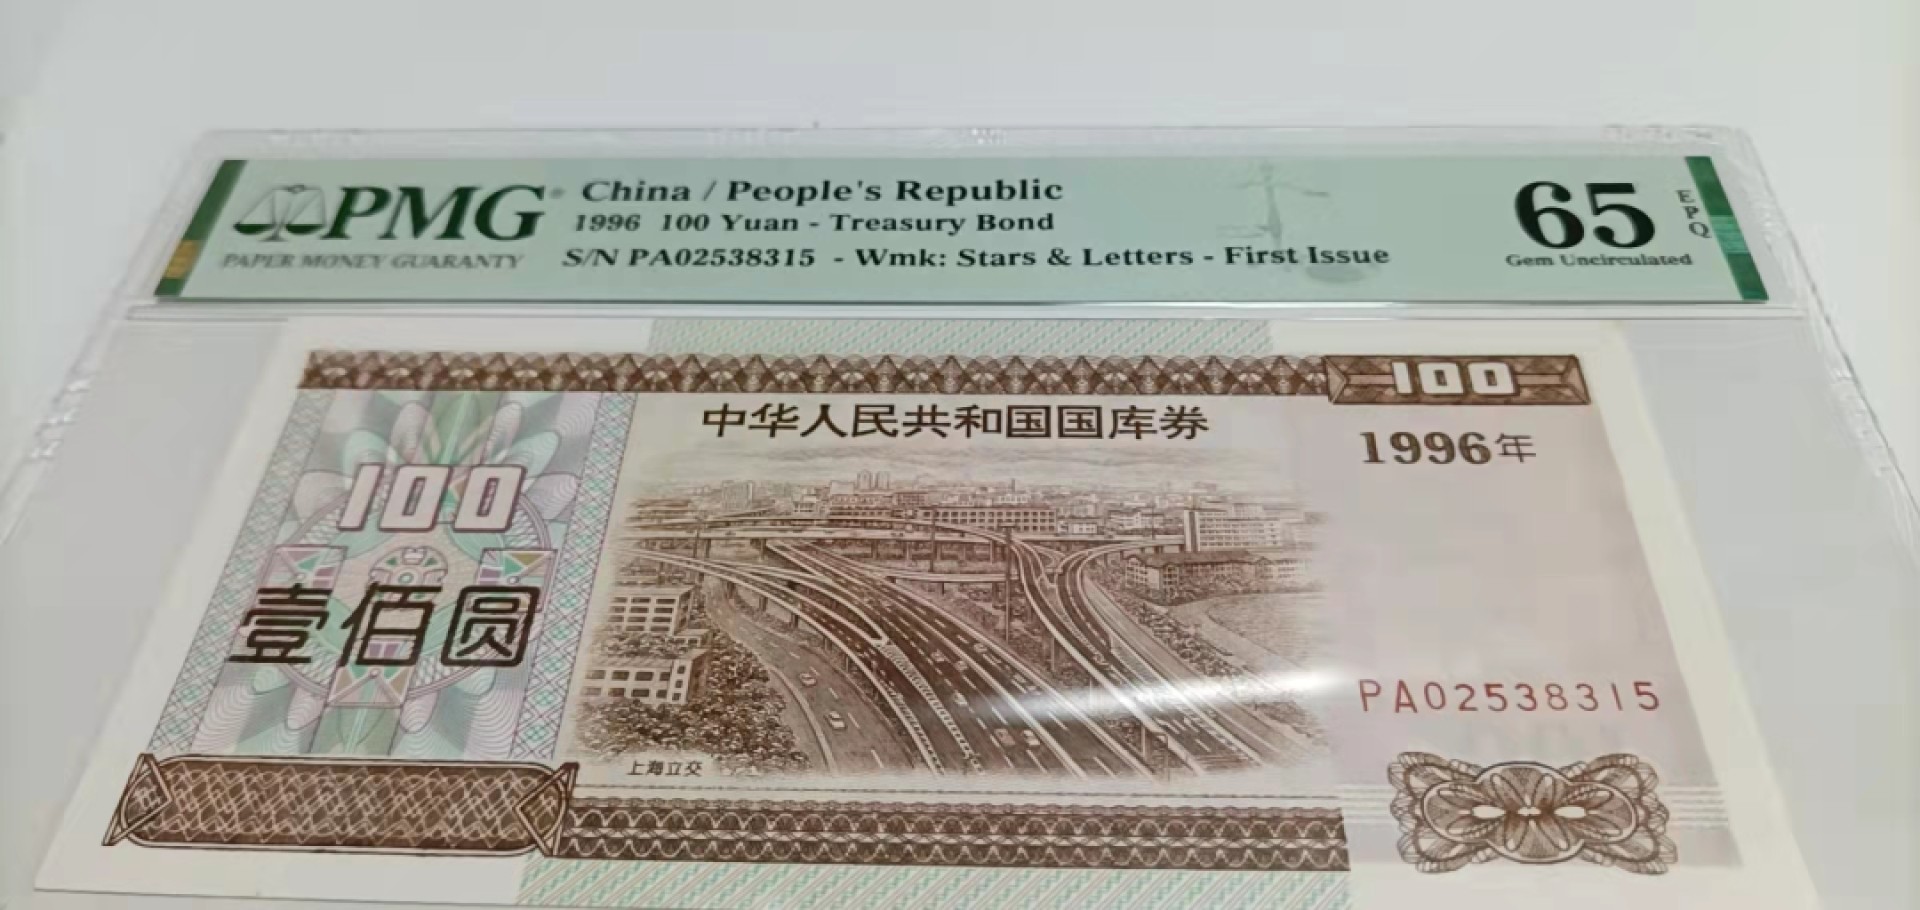 PMG
PAPER MONEY GUARANTY
China / People's Republic
1996 100 Yuan - Treasury Bond
S/N PA02538315 - Wmk: Stars & Letters - First Issue
65
EPQ
Gem Uncirculated
100
中华人民共和国国库券
1996年
100
壹佰圆
PA02538315
上海立交